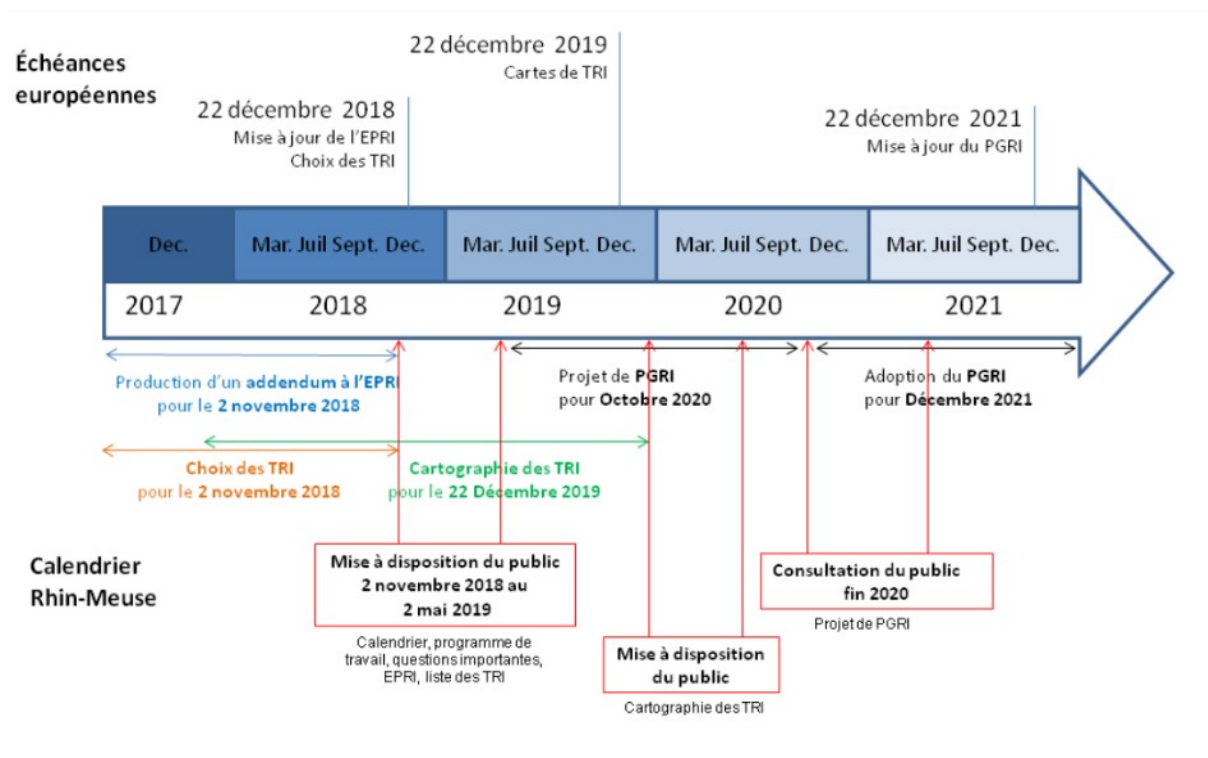 Échéances
européennes
22 décembre 2019
Cartes de TRI
22 décembre 2018
Mise à jour de l'EPRI
Choix des TRI
22 décembre 2021
Mise à jour du PGRI
Dec.
Mar. Juil Sept. Dec.
Mar. Juil Sept. Dec.
Mar. Juil Sept. Dec.
Mar. Juil Sept. Dec.
2017
2018
2019
2020
2021
Production d'un addendum à l'EPRI
pour le 2 novembre 2018
Projet de PGRI
pour Octobre 2020
Adoption du PGRI
pour Décembre 2021
Choix des TRI
pour le 2 novembre 2018
Cartographie des TRI
pour le 22 Décembre 2019
Calendrier
Rhin-Meuse
Mise à disposition du public
2 novembre 2018 au
2 mai 2019
Calendrier, programme de
travail, questions importantes,
EPRI, liste des TRI
Mise à disposition
du public
Cartographie des TRI
Consultation du public
fin 2020
Projet de PGRI